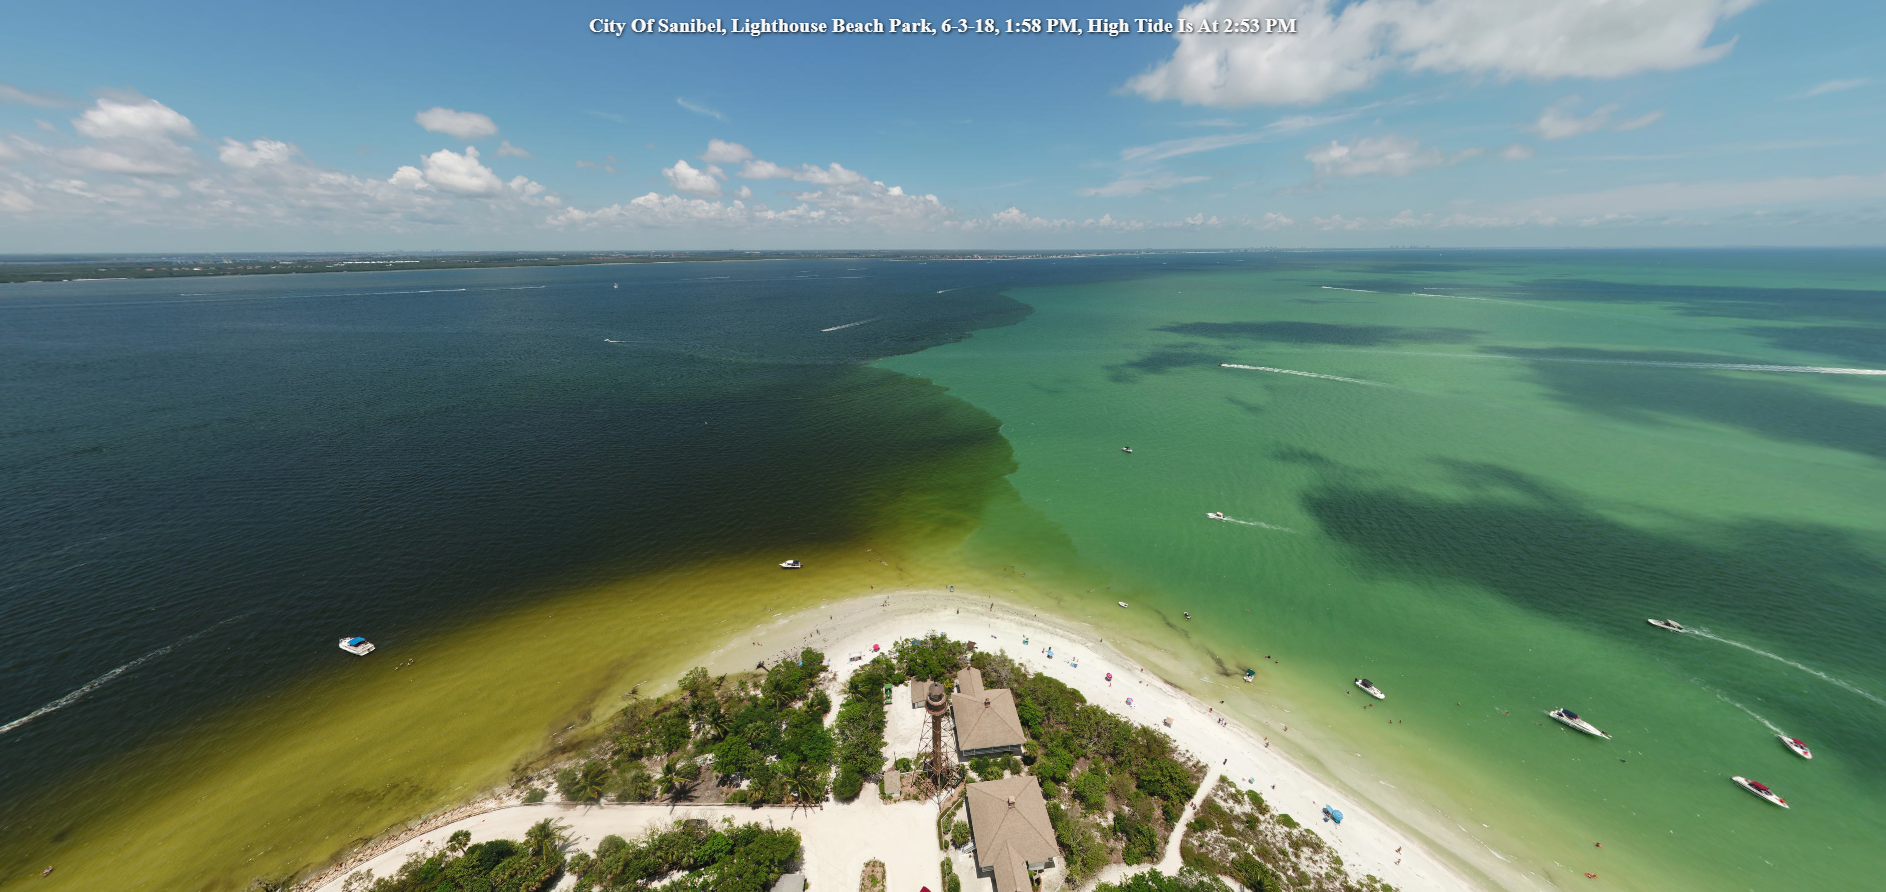 City Of Sanibel, Lighthouse Beach Park, 6-3-18, 1:58 PM, High Tide Is At 2:53 PM